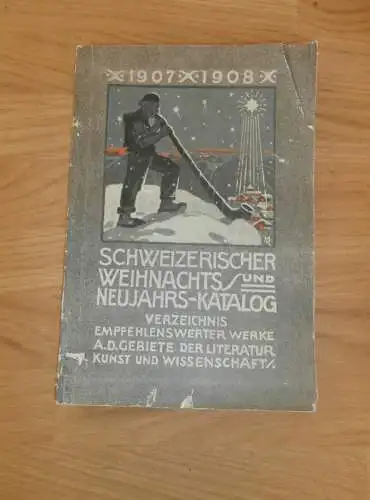 1907 1908
SCHWEIZERISCHER
WEIHNACHTS UND
NEUJAHRS-KATALOG
VERZEICHNIS
EMPFEHLENSWERTER WERKE
A.D. GEBIETE DER LITERATUR
KUNST UND WISSENSCHAFT